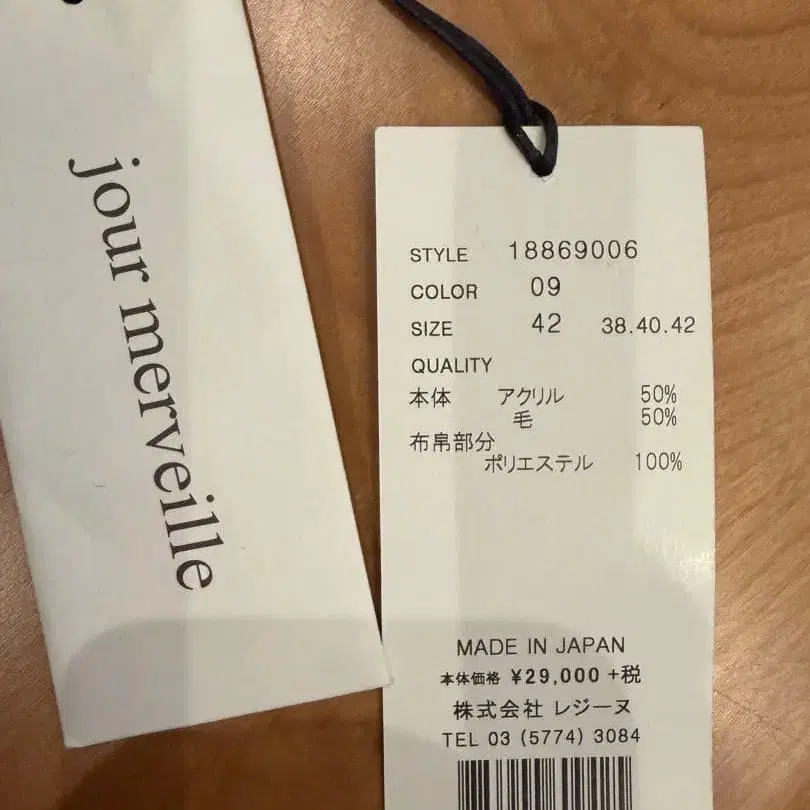 jour merveille
STYLE 18869006
COLOR 09
SIZE 42 38.40.42
QUALITY
本体 アクリル 50%
毛 50%
布帛部分
ポリエステル 100%
MADE IN JAPAN
本体価格 ¥29,000 +税
株式会社 レジーヌ
TEL 03 (5774) 3084